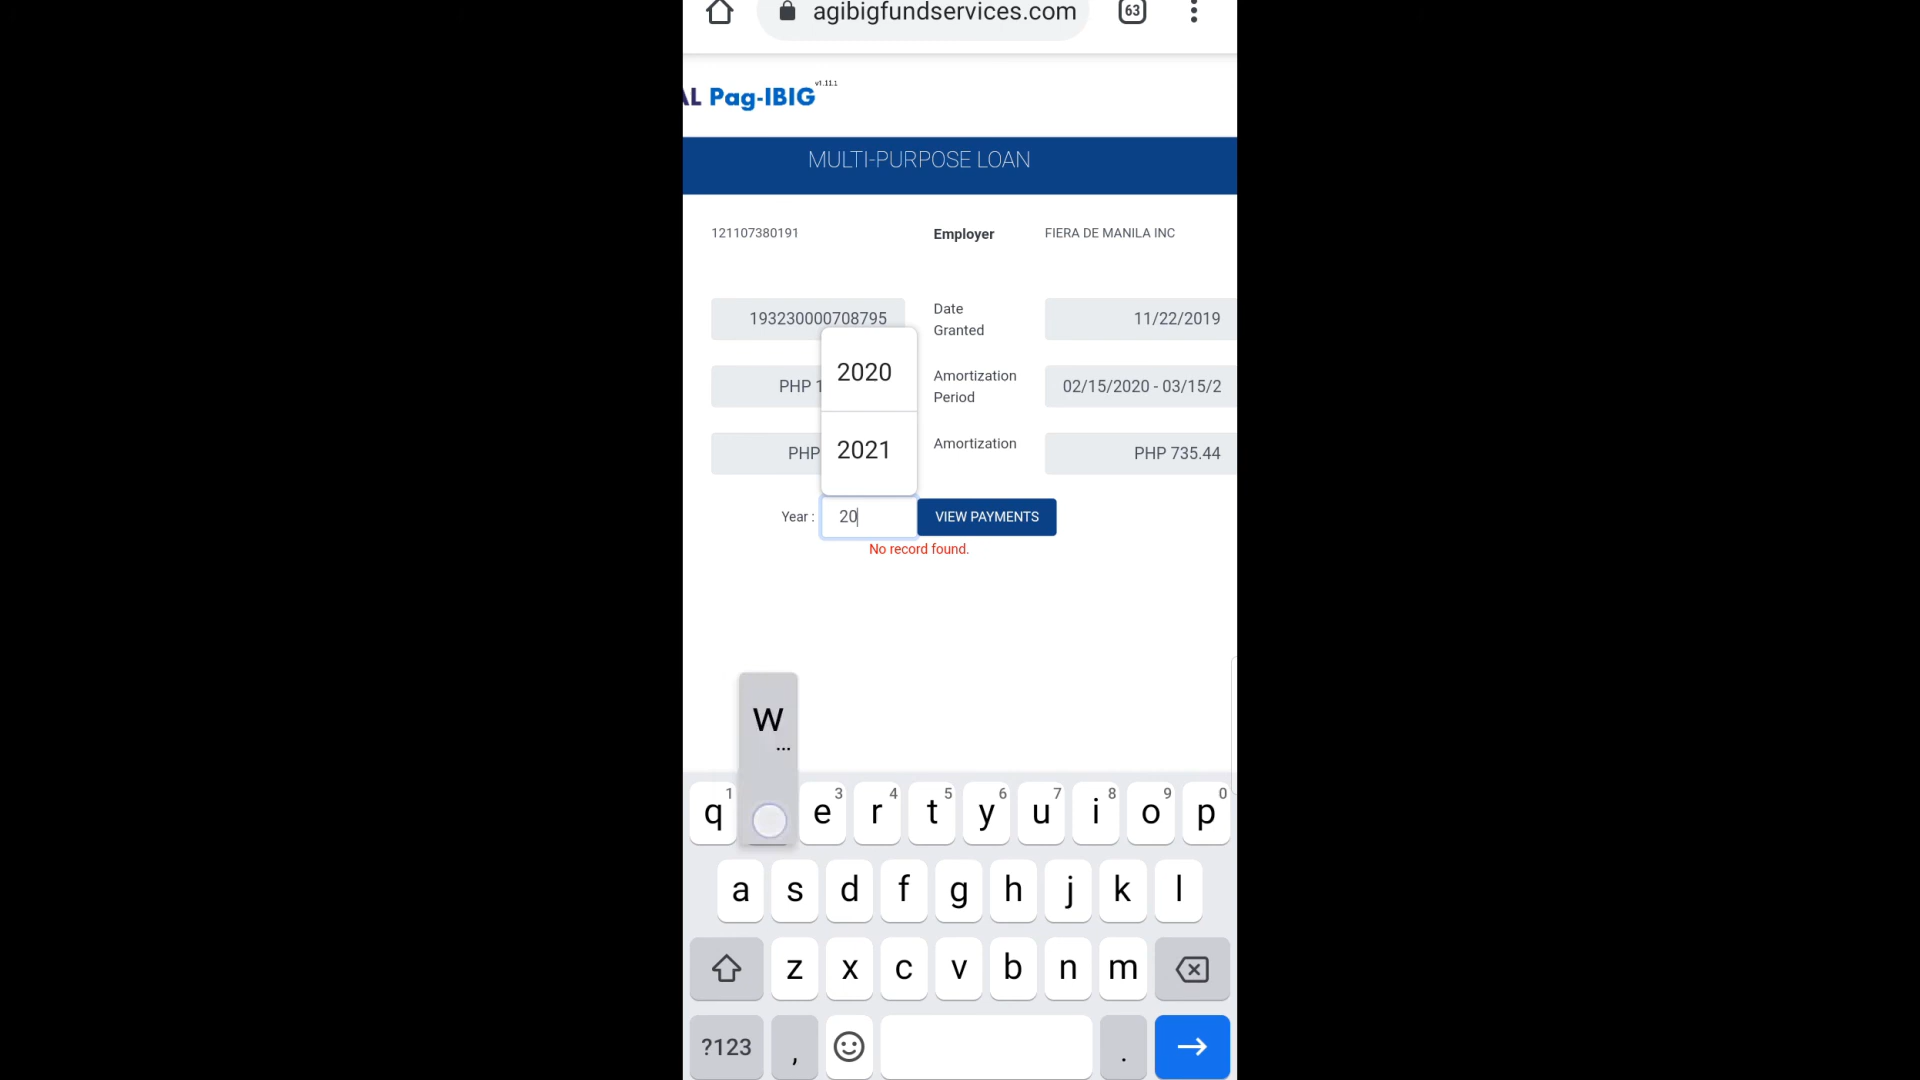 agibigfundservices.com 63
AL Pag-IBIG v1.11.1
MULTI-PURPOSE LOAN
121107380191 Employer FIERA DE MANILA INC
193230000708795 Date Granted 11/22/2019
PHP 1 Amortization Period 02/15/2020 - 03/15/2
PHP Amortization PHP 735.44
2020
2021
Year : 20 VIEW PAYMENTS
No record found.
W
...
q 1 e 3 r 4 t 5 y 6 u 7 i 8 o 9 p 0
a s d f g h j k l
z x c v b n m
?123 , .